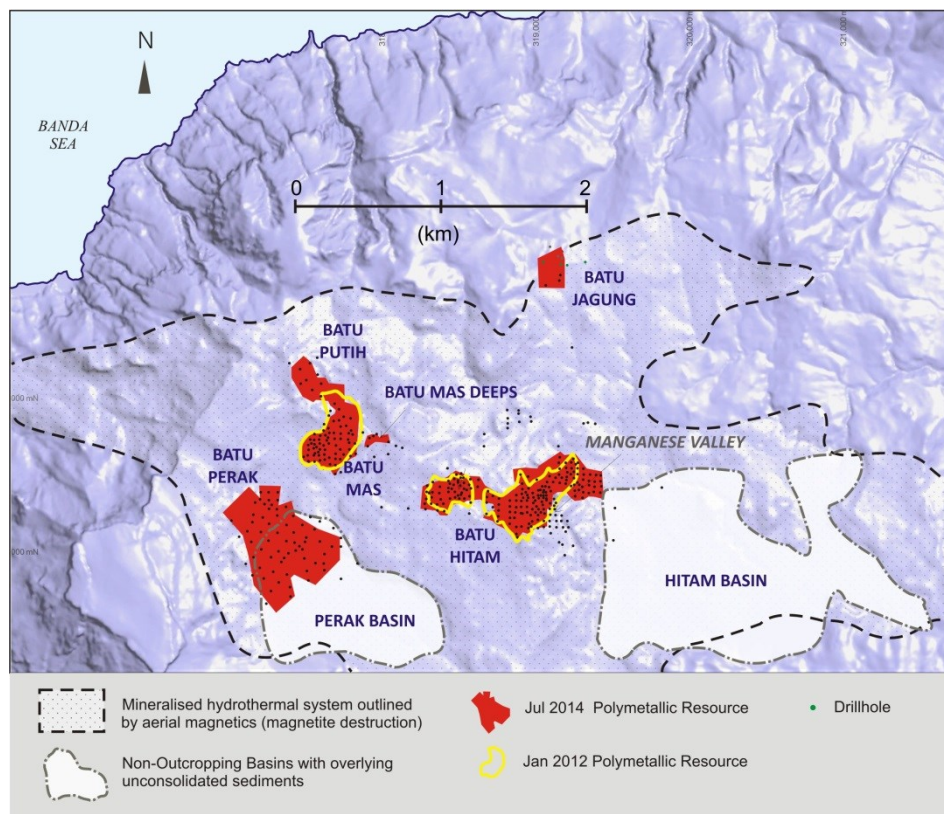 N
BANDA
SEA
319,000
320,000
321,000
0 1 2
(km)
BATU
JAGUNG
BATU
PUTIH
BATU MAS DEEPS
MANGANESE VALLEY
BATU
PERAK
BATU
MAS
BATU
HITAM
HITAM BASIN
PERAK BASIN
Mineralised hydrothermal system outlined
by aerial magnetics (magnetite destruction)
Non-Outcropping Basins with overlying
unconsolidated sediments
Jul 2014 Polymetallic Resource
Jan 2012 Polymetallic Resource
Drillhole